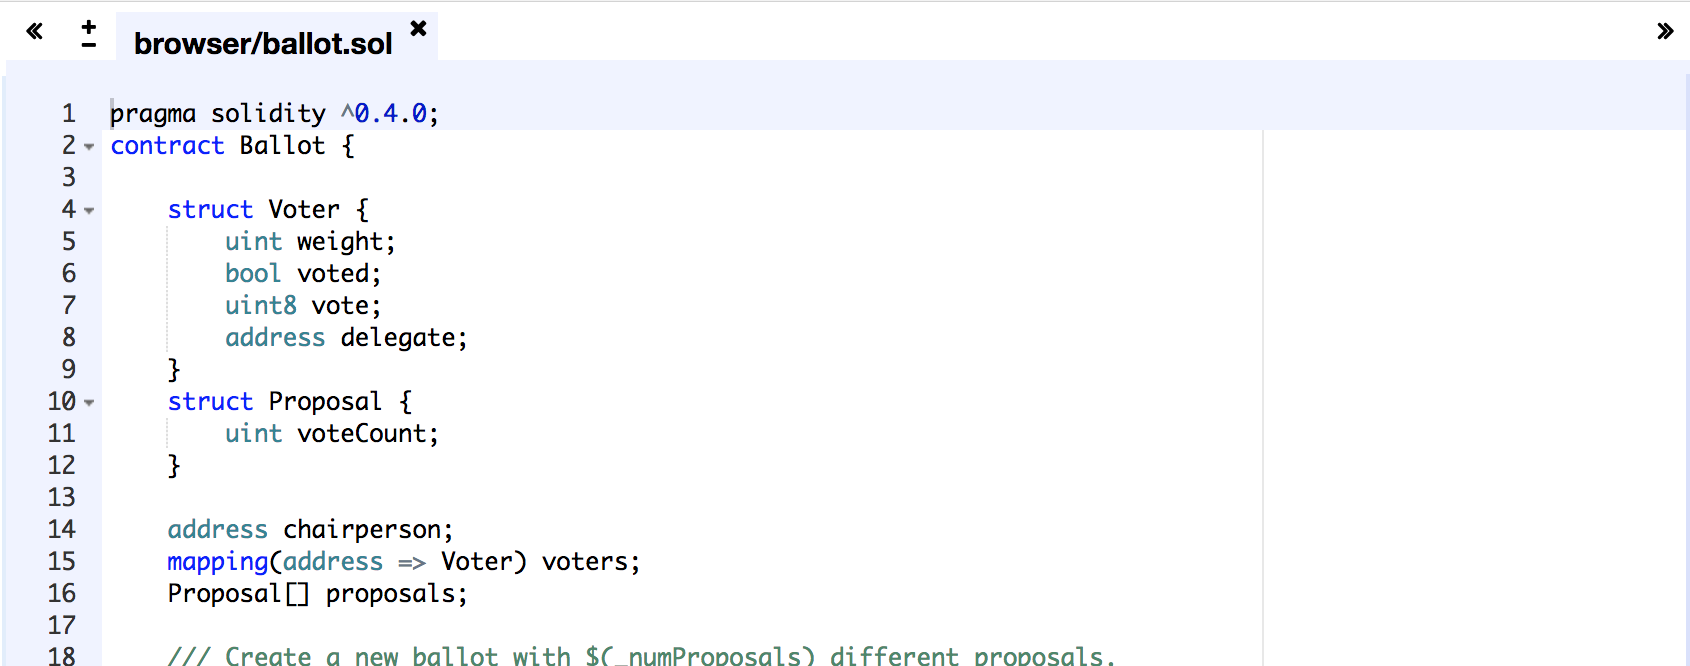 browser/ballot.sol
1 pragma solidity ^0.4.0;
2 contract Ballot {
3
4 struct Voter {
5 uint weight;
6 bool voted;
7 uint8 vote;
8 address delegate;
9 }
10 struct Proposal {
11 uint voteCount;
12 }
13
14 address chairperson;
15 mapping(address => Voter) voters;
16 Proposal[] proposals;
17
18 /// Create a new ballot with $(_numProposals) different proposals.